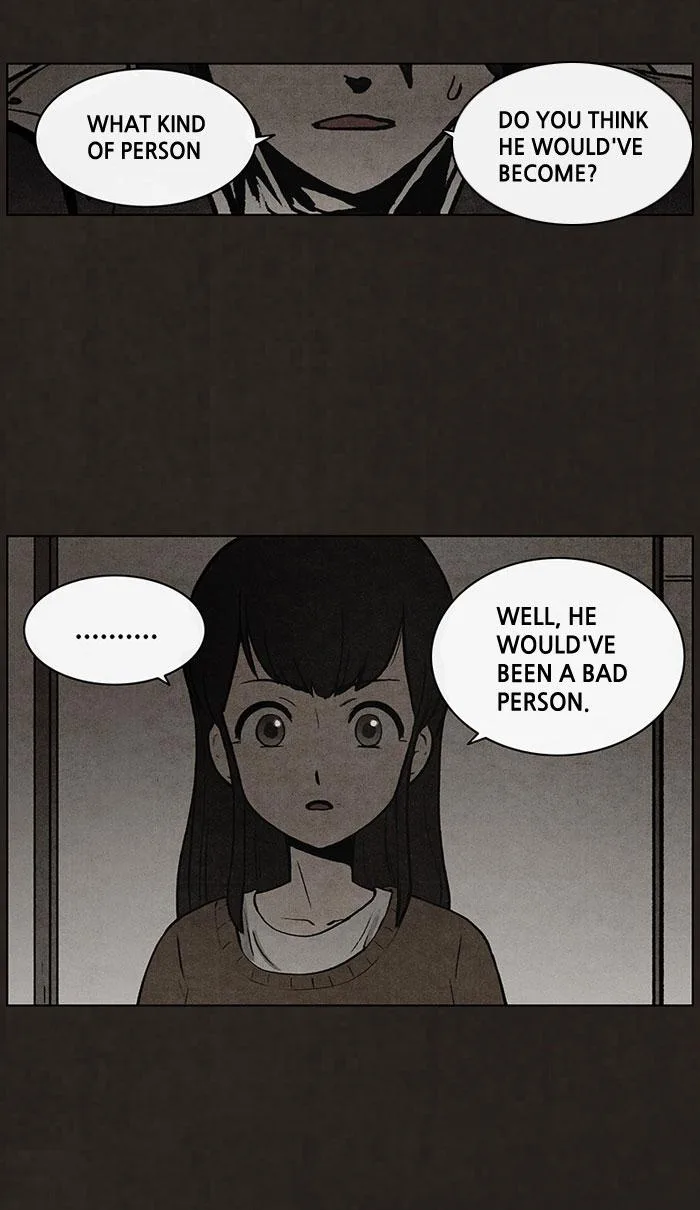 WHAT KIND
OF PERSON
DO YOU THINK
HE WOULD'VE
BECOME?
..........
WELL, HE
WOULD'VE
BEEN A BAD
PERSON.